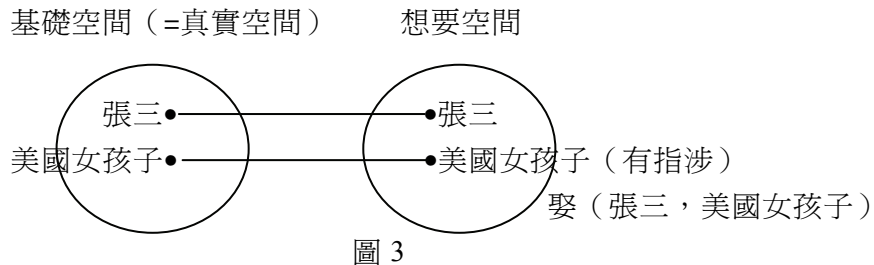 基礎空間（=真實空間） 想要空間
張三 張三
美國女孩子 美國女孩子（有指涉）
娶（張三，美國女孩子）
圖 3